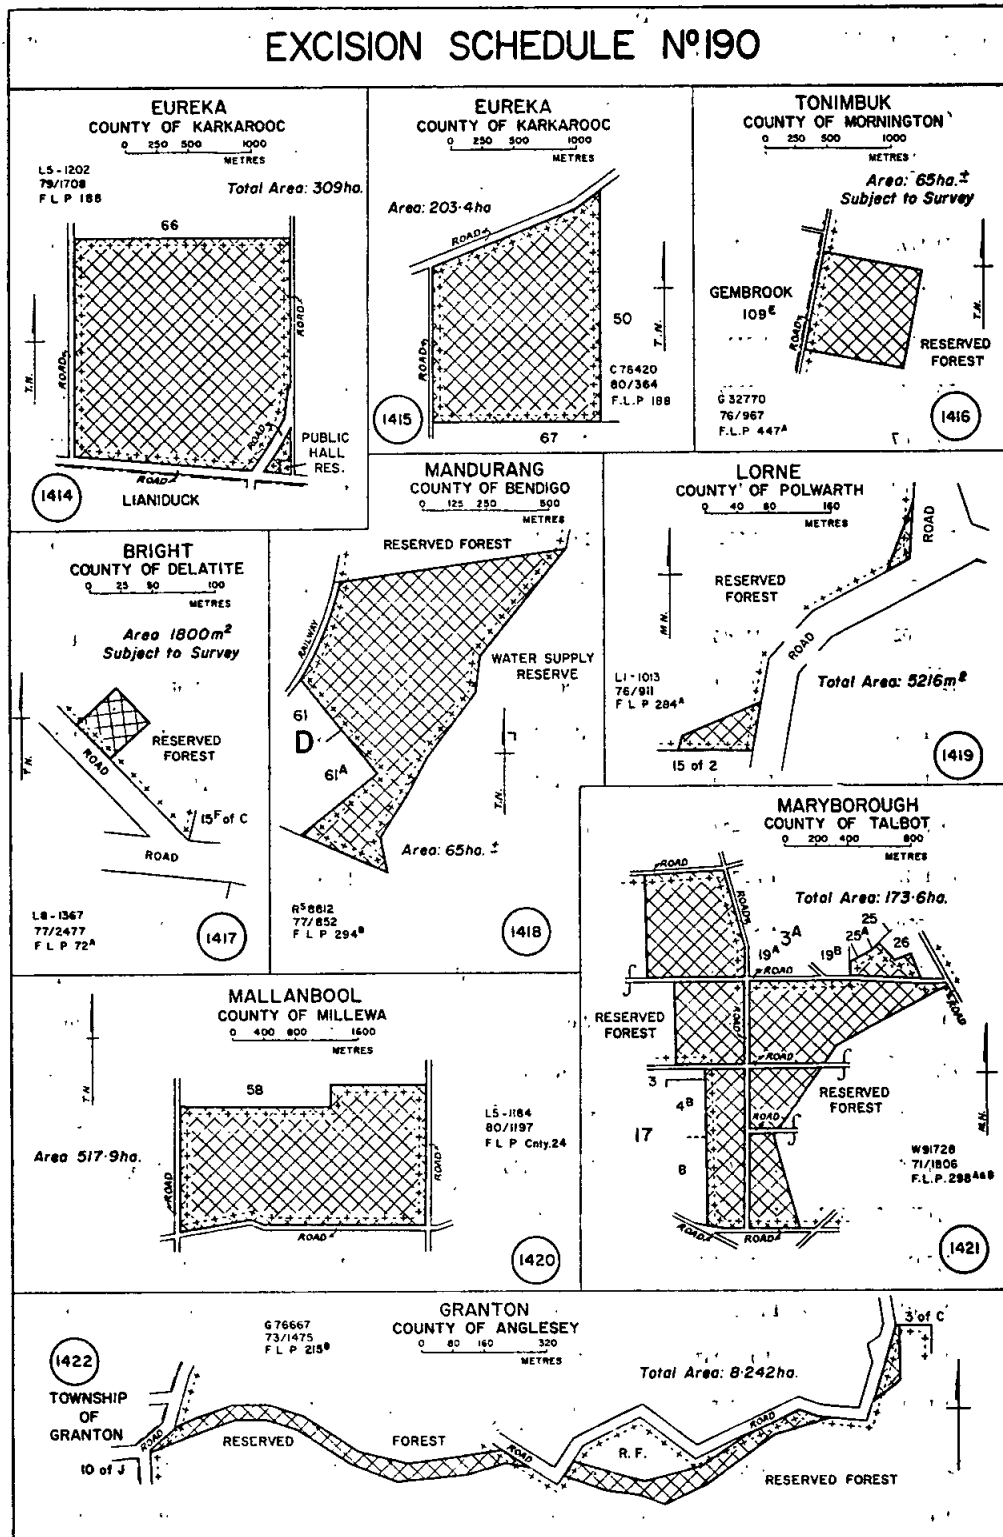 EXCISION SCHEDULE Nº190
EUREKA
COUNTY OF KARKAROOC
0 250 500 1000
METRES
LS-1202
79/1708
F L P 188
Total Area: 309ha.
66
ROAD
ROAD
T.N.
ROAD
PUBLIC
HALL
RES.
ROAD
1414
LIANIDUCK
EUREKA
COUNTY OF KARKAROOC
0 250 500 1000
METRES
Area: 203·4ha
ROAD
ROAD
50
T.N.
C78420
80/364
F.L.P 188
1415
67
TONIMBUK
COUNTY OF MORNINGTON
0 250 500 1000
METRES
Area: 65ha.±
Subject to Survey
GEMBROOK
109E
ROAD
T.N.
RESERVED
FOREST
G 32770
76/967
F.L.P 447A
1416
BRIGHT
COUNTY OF DELATITE
0 25 50 100
METRES
Area 1800m²
Subject to Survey
T.N.
RESERVED
FOREST
ROAD
15F of C
ROAD
L8-1367
77/2477
F L P 72A
1417
MANDURANG
COUNTY OF BENDIGO
0 125 250 500
METRES
RESERVED FOREST
RAILWAY
WATER SUPPLY
RESERVE
61
D
61A
T.N.
Area: 65ha.±
RS8612
77/852
F L P 294B
1418
LORNE
COUNTY OF POLWARTH
0 40 80 160
METRES
ROAD
RESERVED
FOREST
M.N.
ROAD
L1-1013
76/911
F L P 284A
Total Area: 5216m²
15 of 2
1419
MALLANBOOL
COUNTY OF MILLEWA
0 400 800 1600
METRES
T.N.
58
L5-1184
80/1197
F L P Cnty.24
Area 517·9ha.
ROAD
ROAD
ROAD
1420
MARYBOROUGH
COUNTY OF TALBOT
0 200 400 800
METRES
ROAD
Total Area: 173·6ha.
ROAD
25
25A
26
19A
3A
19B
ROAD
RESERVED
FOREST
ROAD
ROAD
ROAD
3
RESERVED
FOREST
4B
17
ROAD
M.N.
B
W91728
71/1806
F.L.P. 298A&B
ROAD
ROAD
1421
GRANTON
COUNTY OF ANGLESEY
0 80 160 320
METRES
G 76667
73/1475
F L P 215B
3 of C
1422
Total Area: 8·242ha.
TOWNSHIP
OF
GRANTON
ROAD
RESERVED
FOREST
ROAD
R.F.
ROAD
10 of J
RESERVED FOREST